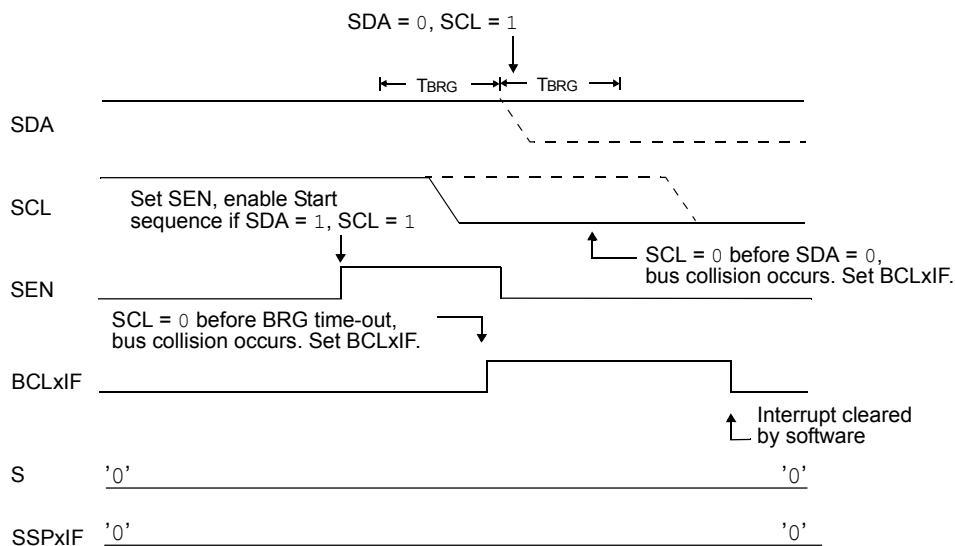 SDA = 0, SCL = 1
TBRG
TBRG
SDA
SCL
Set SEN, enable Start
sequence if SDA = 1, SCL = 1
SCL = 0 before SDA = 0,
bus collision occurs. Set BCLxIF.
SEN
SCL = 0 before BRG time-out,
bus collision occurs. Set BCLxIF.
BCLxIF
Interrupt cleared
by software
S
'0'
'0'
SSPxIF
'0'
'0'